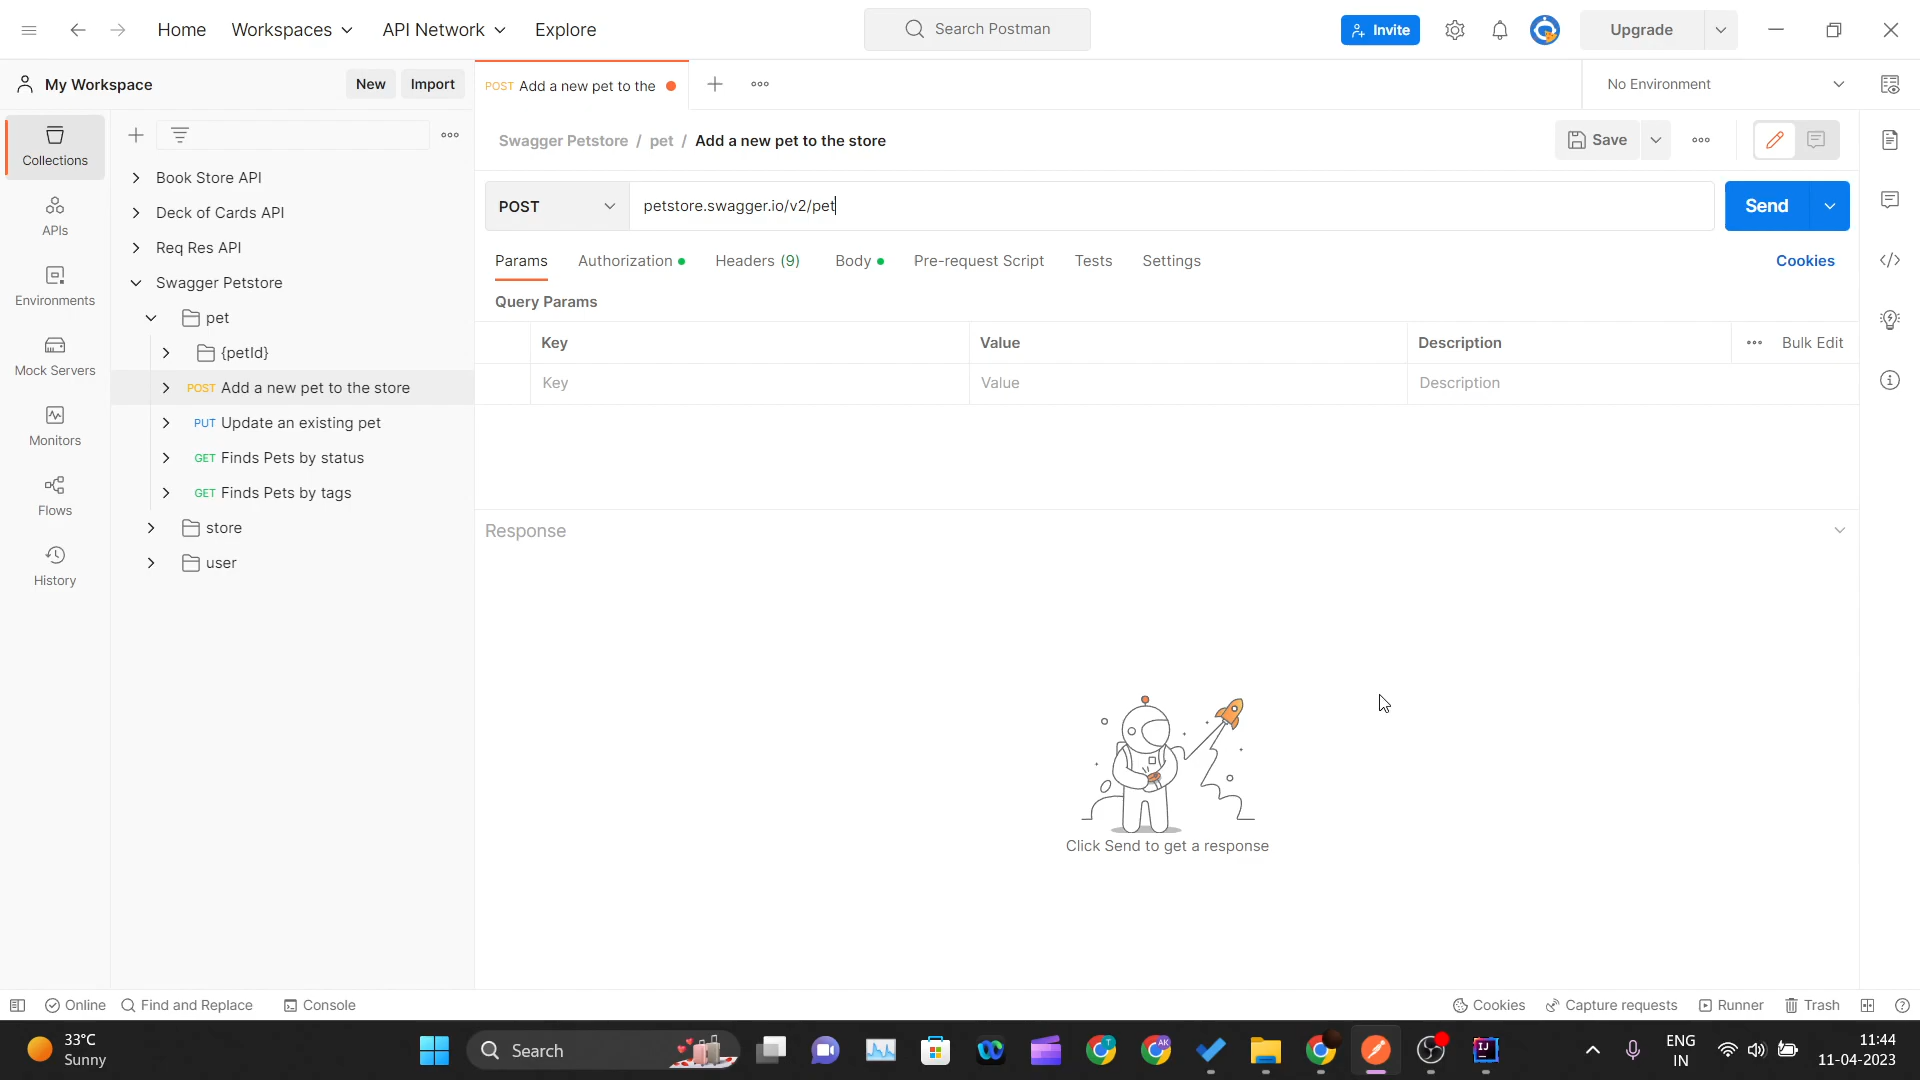 Home Workspaces API Network Explore Search Postman Invite Upgrade
My Workspace New Import POST Add a new pet to the No Environment
Swagger Petstore / pet / Add a new pet to the store Save
Collections
APIs
Environments
Mock Servers
Monitors
Flows
History
Book Store API
Deck of Cards API
Req Res API
Swagger Petstore
pet
{petId}
POST Add a new pet to the store
PUT Update an existing pet
GET Finds Pets by status
GET Finds Pets by tags
store
user
POST petstore.swagger.io/v2/pet Send
Params Authorization Headers (9) Body Pre-request Script Tests Settings Cookies
Query Params
Key Value Description Bulk Edit
Key Value Description
Response
Click Send to get a response
Online Find and Replace Console Cookies Capture requests Runner Trash
33°C
Sunny
Search
T
AK
IJ
ENG
IN
11:44
11-04-2023